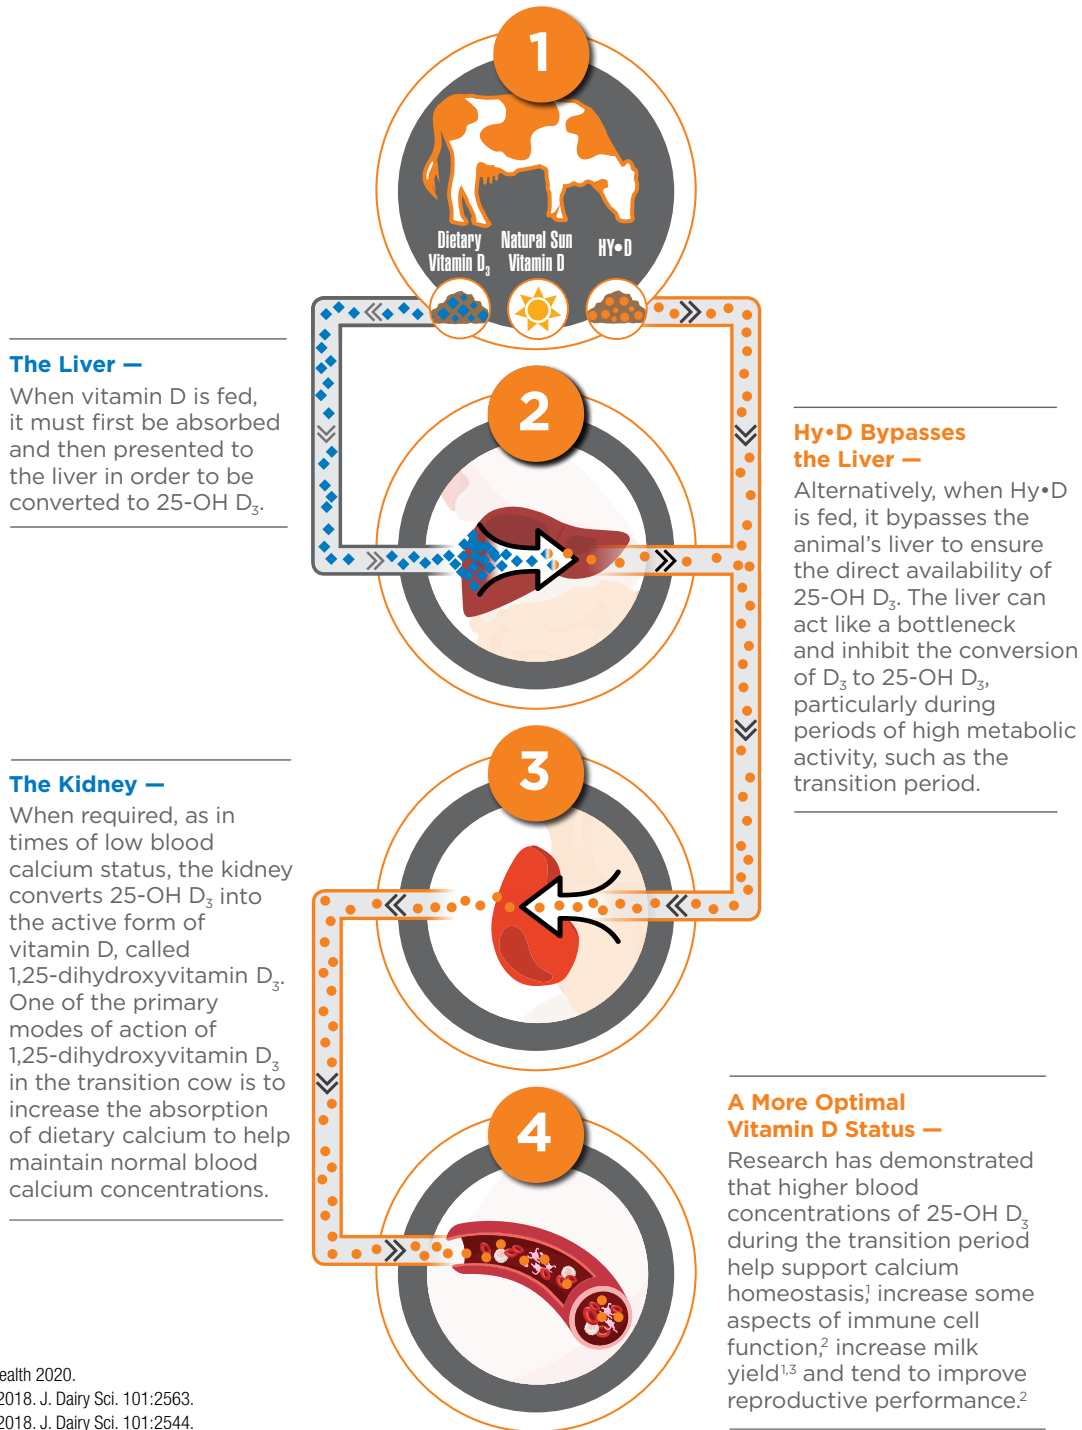 1
Dietary
Vitamin D₃
Natural Sun
Vitamin D
HY•D
The Liver —
When vitamin D is fed,
it must first be absorbed
and then presented to
the liver in order to be
converted to 25-OH D₃.
2
Hy•D Bypasses
the Liver —
Alternatively, when Hy•D
is fed, it bypasses the
animal's liver to ensure
the direct availability of
25-OH D₃. The liver can
act like a bottleneck
and inhibit the conversion
of D₃ to 25-OH D₃,
particularly during
periods of high metabolic
activity, such as the
transition period.
3
The Kidney —
When required, as in
times of low blood
calcium status, the kidney
converts 25-OH D₃ into
the active form of
vitamin D, called
1,25-dihydroxyvitamin D₃.
One of the primary
modes of action of
1,25-dihydroxyvitamin D₃
in the transition cow is to
increase the absorption
of dietary calcium to help
maintain normal blood
calcium concentrations.
4
A More Optimal
Vitamin D Status —
Research has demonstrated
that higher blood
concentrations of 25-OH D₃
during the transition period
help support calcium
homeostasis,¹ increase some
aspects of immune cell
function,² increase milk
yield¹,³ and tend to improve
reproductive performance.²
ealth 2020.
2018. J. Dairy Sci. 101:2563.
2018. J. Dairy Sci. 101:2544.